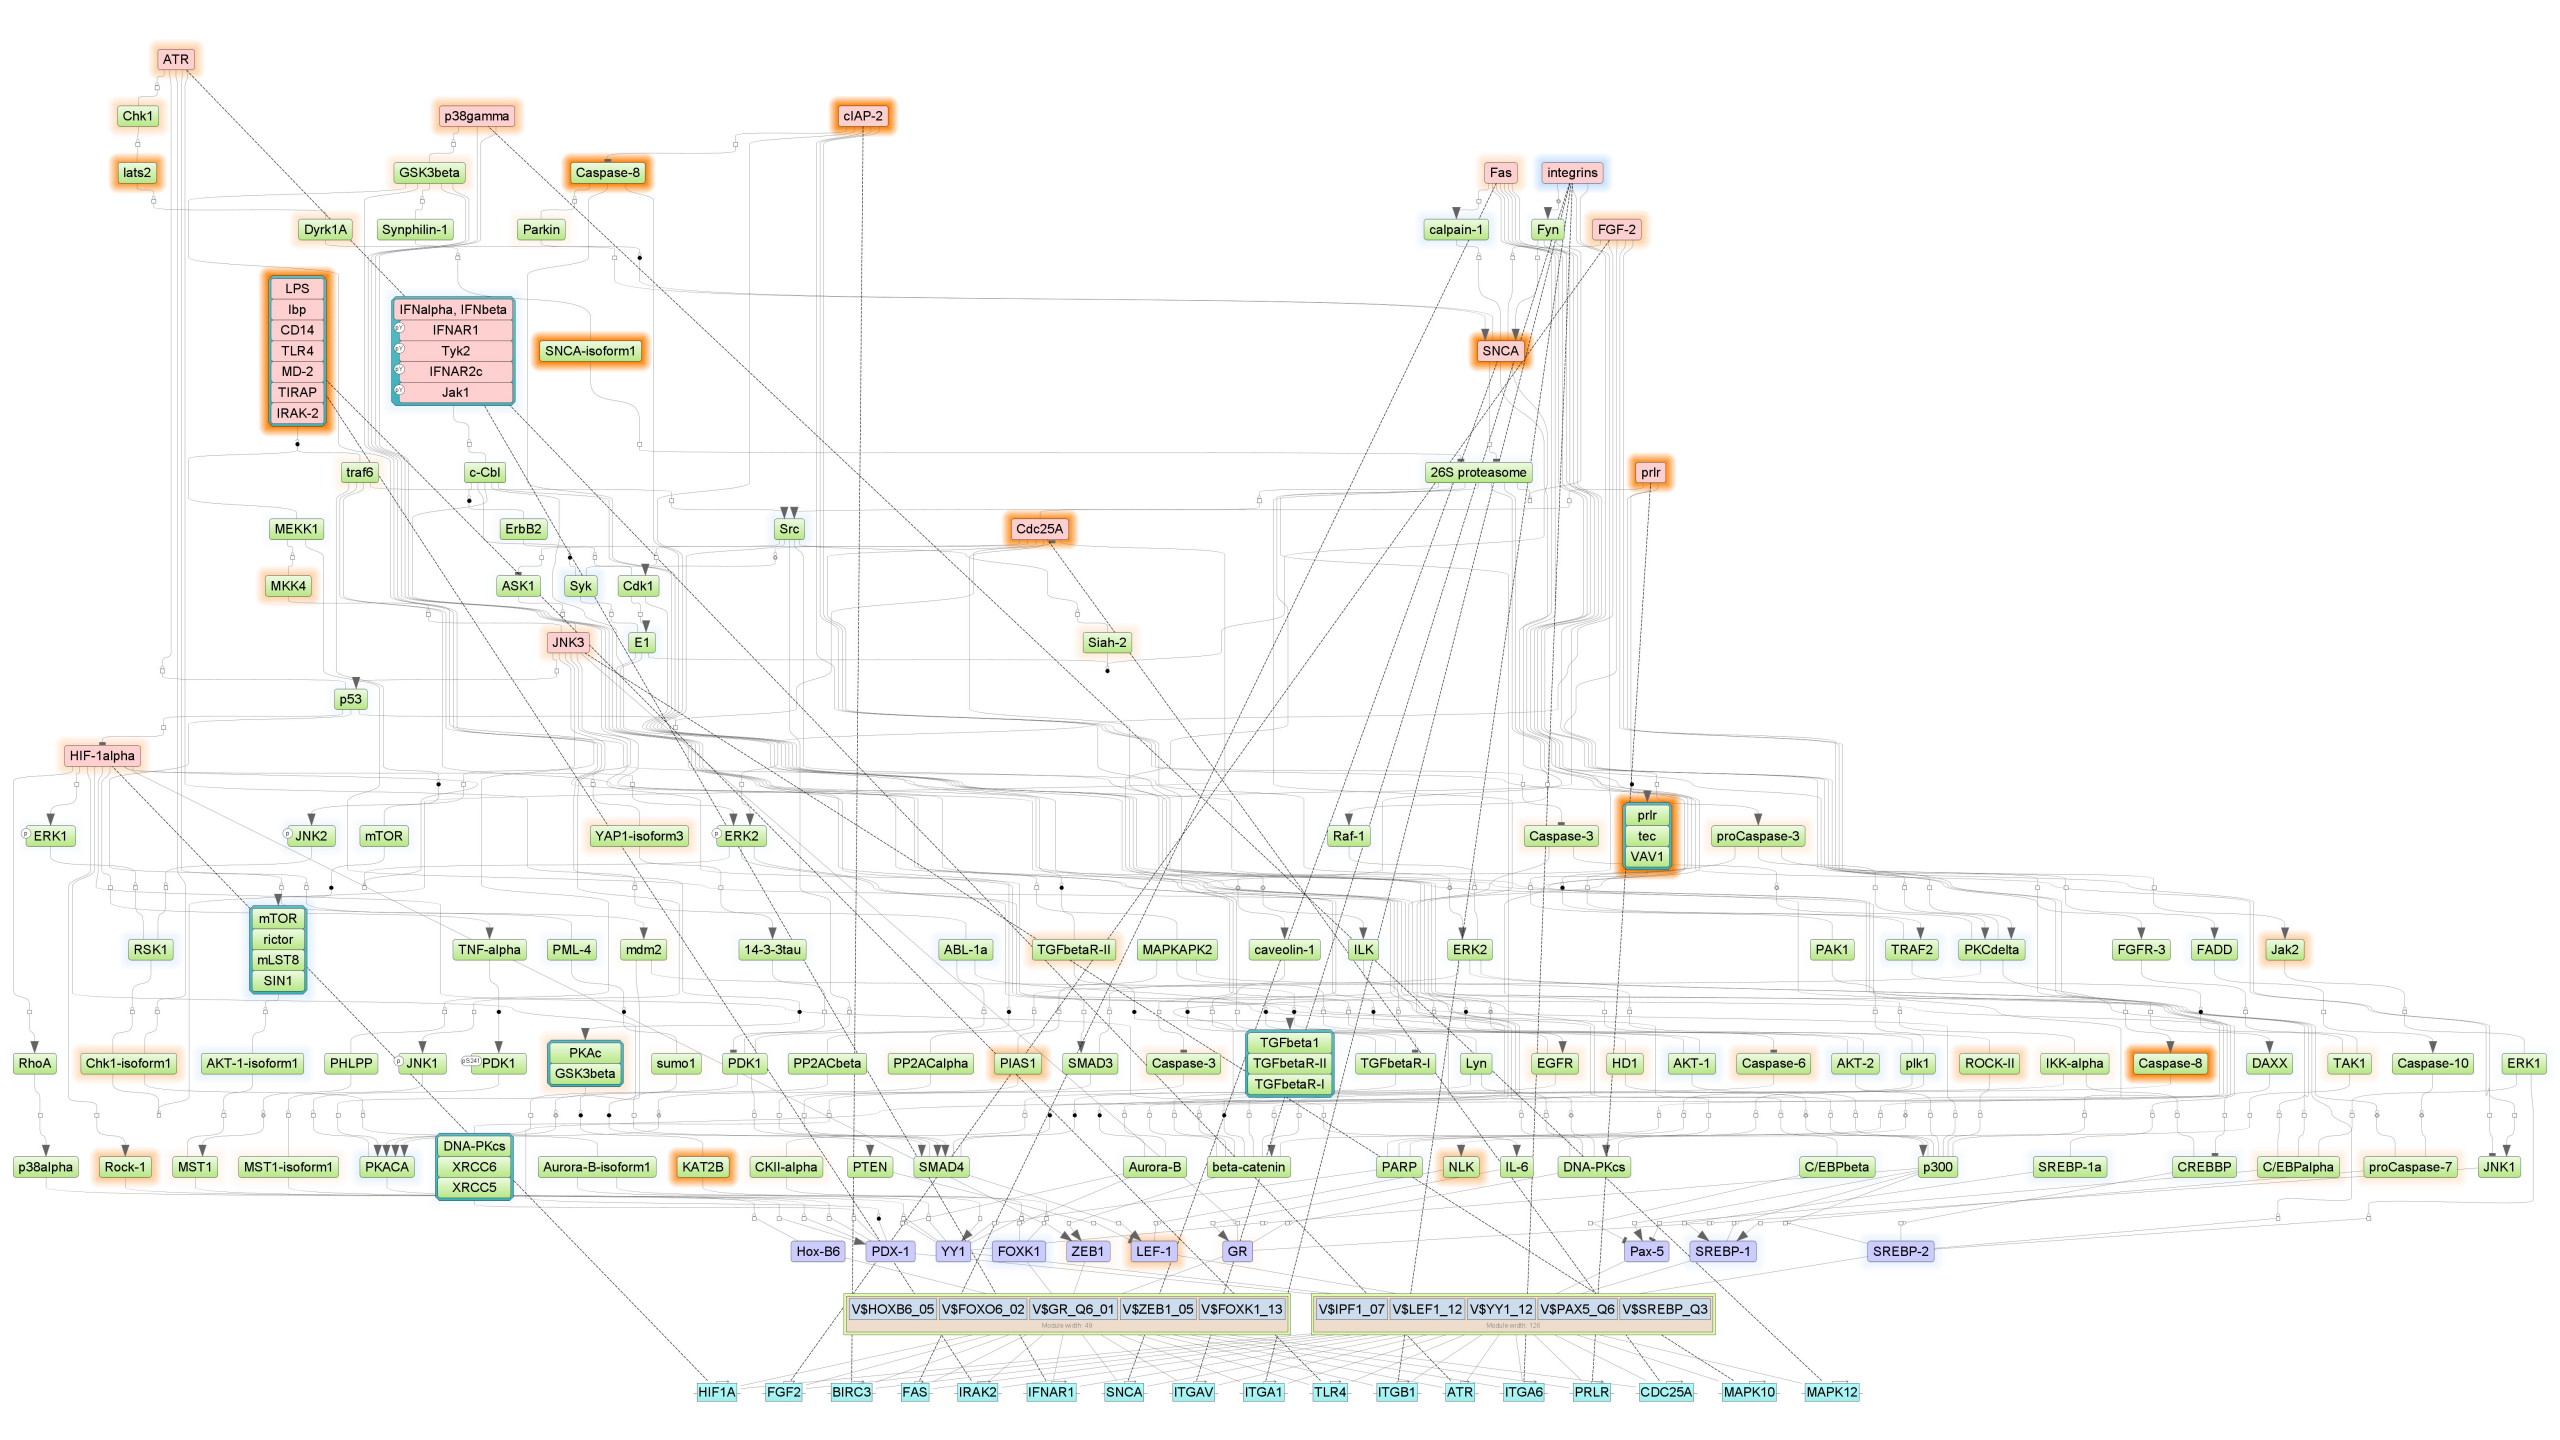 ATR
Chk1
p38gamma
cIAP-2
lats2
GSK3beta
Caspase-8
Fas
integrins
Dyrk1A
Synphilin-1
Parkin
calpain-1
Fyn
FGF-2
LPS
lbp
CD14
TLR4
MD-2
TIRAP
IRAK-2
IFNalpha, IFNbeta
pY IFNAR1
pY Tyk2
pY IFNAR2c
pY Jak1
SNCA-isoform1
SNCA
traf6
c-Cbl
26S proteasome
prlr
MEKK1
ErbB2
Src
Cdc25A
MKK4
ASK1
Syk
Cdk1
JNK3
E1
Siah-2
p53
HIF-1alpha
p ERK1
p JNK2
mTOR
YAP1-isoform3
p ERK2
Raf-1
Caspase-3
prlr
tec
VAV1
proCaspase-3
RSK1
mTOR
rictor
mLST8
SIN1
TNF-alpha
PML-4
mdm2
14-3-3tau
ABL-1a
TGFbetaR-II
MAPKAPK2
caveolin-1
ILK
ERK2
PAK1
TRAF2
PKCdelta
FGFR-3
FADD
Jak2
RhoA
Chk1-isoform1
AKT-1-isoform1
PHLPP
p JNK1
pS241 PDK1
PKAc
GSK3beta
sumo1
PDK1
PP2ACbeta
PP2ACalpha
PIAS1
SMAD3
Caspase-3
TGFbeta1
TGFbetaR-II
TGFbetaR-I
TGFbetaR-I
Lyn
EGFR
HD1
AKT-1
Caspase-6
AKT-2
plk1
ROCK-II
IKK-alpha
Caspase-8
DAXX
TAK1
Caspase-10
ERK1
p38alpha
Rock-1
MST1
MST1-isoform1
PKACA
DNA-PKcs
XRCC6
XRCC5
Aurora-B-isoform1
KAT2B
CKII-alpha
PTEN
SMAD4
Aurora-B
beta-catenin
PARP
NLK
IL-6
DNA-PKcs
C/EBPbeta
p300
SREBP-1a
CREBBP
C/EBPalpha
proCaspase-7
JNK1
Hox-B6
PDX-1
YY1
FOXK1
ZEB1
LEF-1
GR
Pax-5
SREBP-1
SREBP-2
V$HOXB6_05 V$FOXO6_02 V$GR_Q6_01 V$ZEB1_05 V$FOXK1_13
Module width: 49
V$IPF1_07 V$LEF1_12 V$YY1_12 V$PAX5_Q6 V$SREBP_Q3
Module width: 126
HIF1A
FGF2
BIRC3
FAS
IRAK2
IFNAR1
SNCA
ITGAV
ITGA1
TLR4
ITGB1
ATR
ITGA6
PRLR
CDC25A
MAPK10
MAPK12